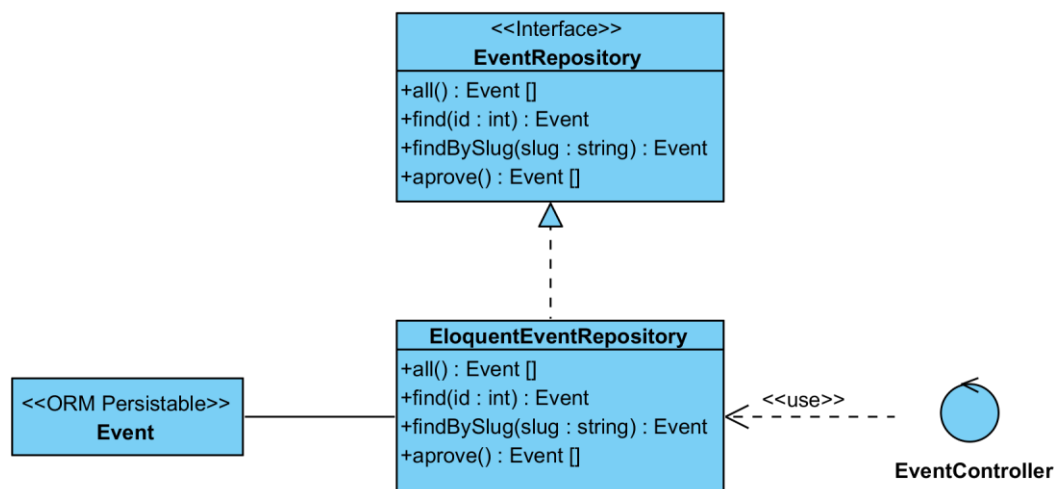 <<Interface>>
EventRepository
+all() : Event []
+find(id : int) : Event
+findBySlug(slug : string) : Event
+aprove() : Event []
EloquentEventRepository
+all() : Event []
+find(id : int) : Event
+findBySlug(slug : string) : Event
+aprove() : Event []
<<ORM Persistable>>
Event
<<use>>
EventController